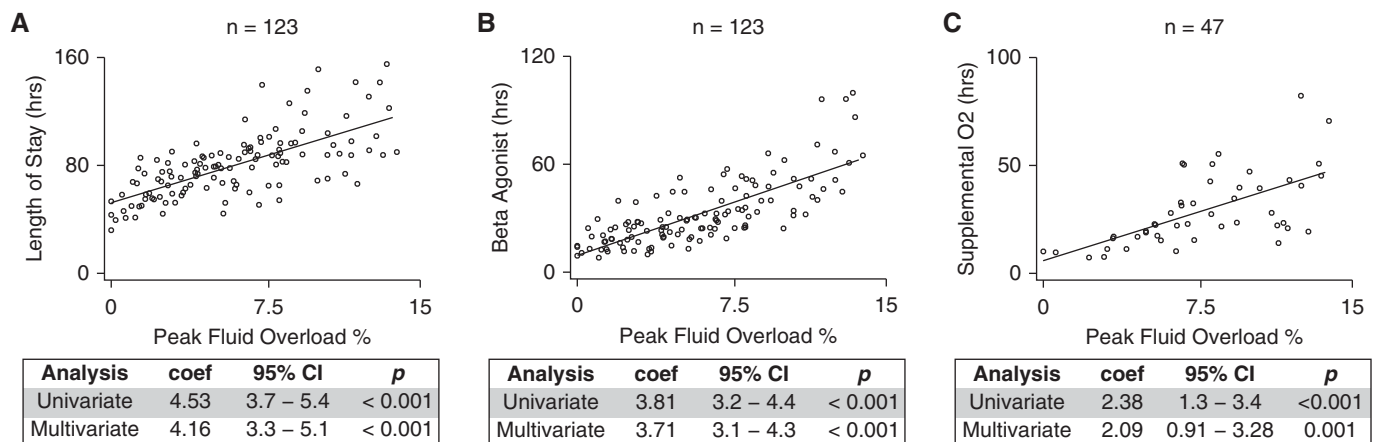 A
n = 123
Length of Stay (hrs)
160
80
0
0 7.5 15
Peak Fluid Overload %
Analysis coef 95% CI p
Univariate 4.53 3.7 – 5.4 < 0.001
Multivariate 4.16 3.3 – 5.1 < 0.001
B
n = 123
Beta Agonist (hrs)
120
60
0
0 7.5 15
Peak Fluid Overload %
Analysis coef 95% CI p
Univariate 3.81 3.2 – 4.4 < 0.001
Multivariate 3.71 3.1 – 4.3 < 0.001
C
n = 47
Supplemental O2 (hrs)
100
50
0
0 7.5 15
Peak Fluid Overload %
Analysis coef 95% CI p
Univariate 2.38 1.3 – 3.4 <0.001
Multivariate 2.09 0.91 – 3.28 0.001